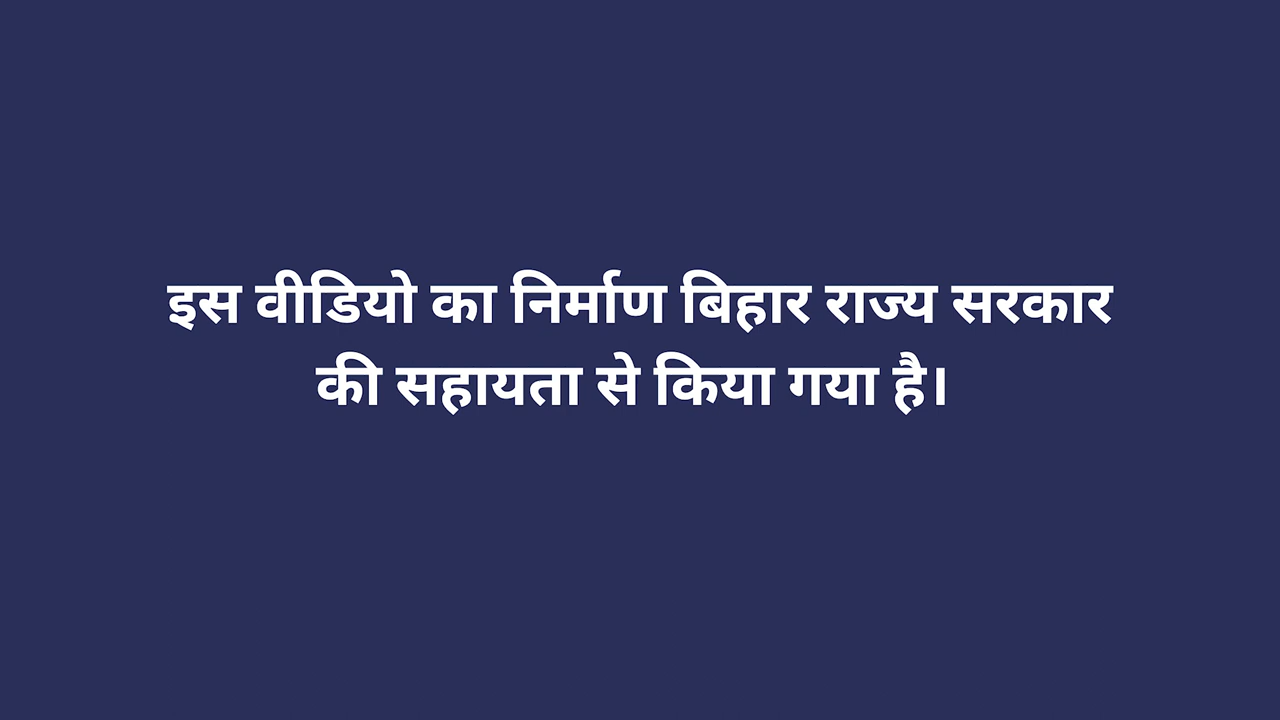 इस वीडियो का निर्माण बिहार राज्य सरकार
की सहायता से किया गया है।